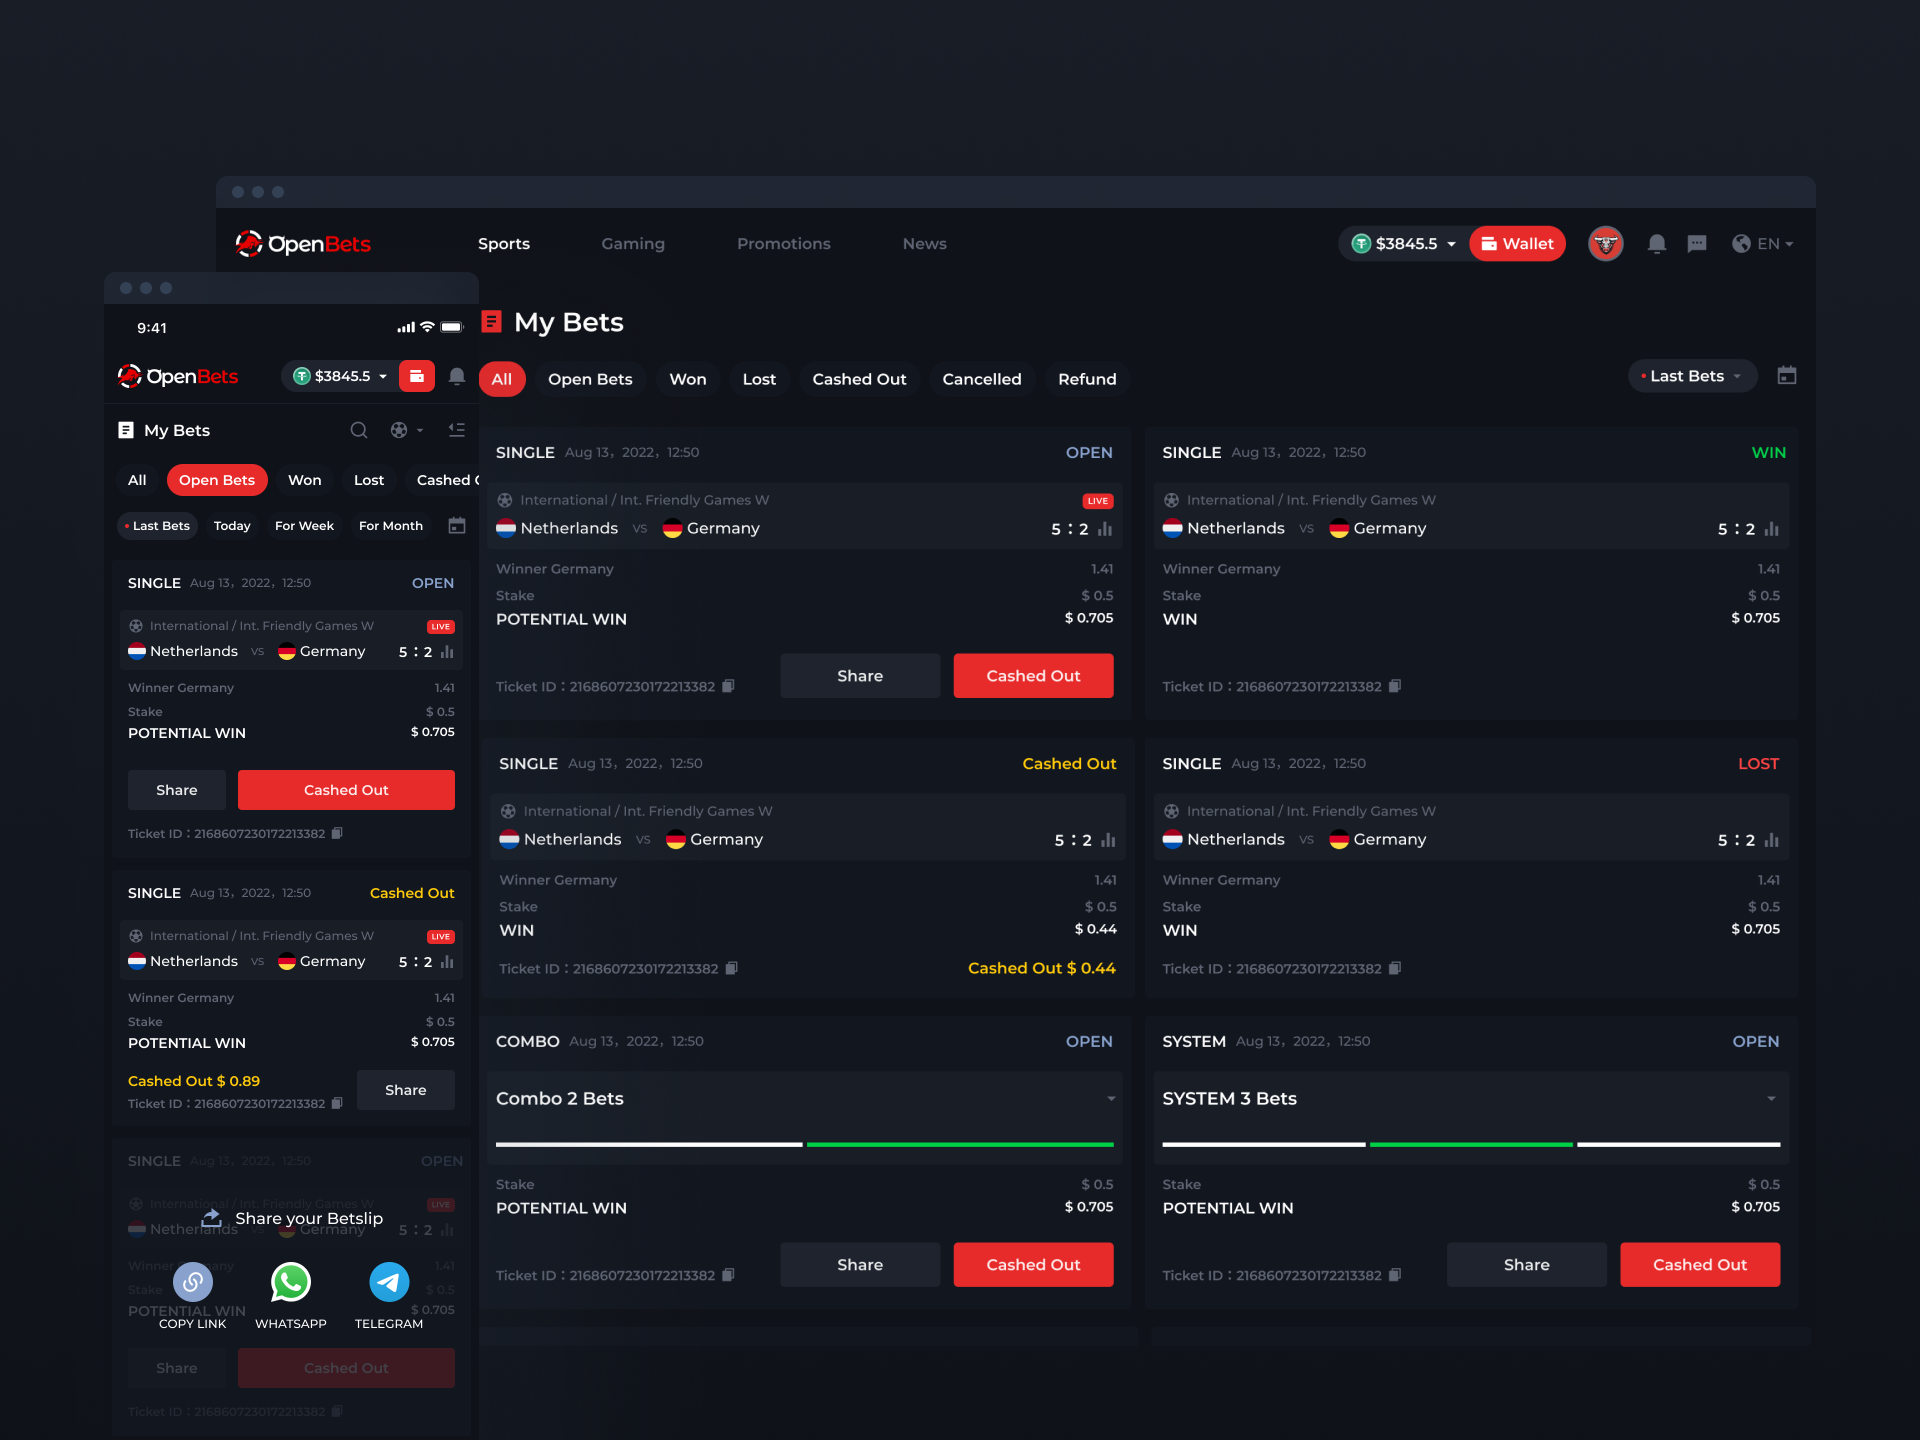 OpenBets
Sports
Gaming
Promotions
News
$3845.5
Wallet
EN
My Bets
All
Open Bets
Won
Lost
Cashed Out
Cancelled
Refund
Last Bets
SINGLE Aug 13, 2022, 12:50 OPEN
International / Int. Friendly Games W LIVE
Netherlands VS Germany 5 : 2
Winner Germany 1.41
Stake $ 0.5
POTENTIAL WIN $ 0.705
Share
Cashed Out
Ticket ID : 2168607230172213382
SINGLE Aug 13, 2022, 12:50 WIN
International / Int. Friendly Games W
Netherlands VS Germany 5 : 2
Winner Germany 1.41
Stake $ 0.5
WIN $ 0.705
Ticket ID : 2168607230172213382
SINGLE Aug 13, 2022, 12:50 Cashed Out
International / Int. Friendly Games W
Netherlands VS Germany 5 : 2
Winner Germany 1.41
Stake $ 0.5
WIN $ 0.44
Ticket ID : 2168607230172213382 Cashed Out $ 0.44
SINGLE Aug 13, 2022, 12:50 LOST
International / Int. Friendly Games W
Netherlands VS Germany 5 : 2
Winner Germany 1.41
Stake $ 0.5
WIN $ 0.705
Ticket ID : 2168607230172213382
COMBO Aug 13, 2022, 12:50 OPEN
Combo 2 Bets
Stake $ 0.5
POTENTIAL WIN $ 0.705
Share
Cashed Out
Ticket ID : 2168607230172213382
SYSTEM Aug 13, 2022, 12:50 OPEN
SYSTEM 3 Bets
Stake $ 0.5
POTENTIAL WIN $ 0.705
Share
Cashed Out
Ticket ID : 2168607230172213382
9:41
OpenBets
$3845.5
My Bets
All
Open Bets
Won
Lost
Cashed
Last Bets
Today
For Week
For Month
SINGLE Aug 13, 2022, 12:50 OPEN
International / Int. Friendly Games W LIVE
Netherlands VS Germany 5 : 2
Winner Germany 1.41
Stake $ 0.5
POTENTIAL WIN $ 0.705
Share
Cashed Out
Ticket ID : 2168607230172213382
SINGLE Aug 13, 2022, 12:50 Cashed Out
International / Int. Friendly Games W LIVE
Netherlands VS Germany 5 : 2
Winner Germany 1.41
Stake $ 0.5
POTENTIAL WIN $ 0.705
Cashed Out $ 0.89
Share
Ticket ID : 2168607230172213382
SINGLE Aug 13, 2022, 12:50 OPEN
International / Int. Friendly Games W LIVE
Share your Betslip
Netherlands VS Germany 5 : 2
Winner 1.41
Stake $ 0.5
POTENTIAL WIN $ 0.705
COPY LINK
WHATSAPP
TELEGRAM
Share
Cashed Out
Ticket ID : 2168607230172213382